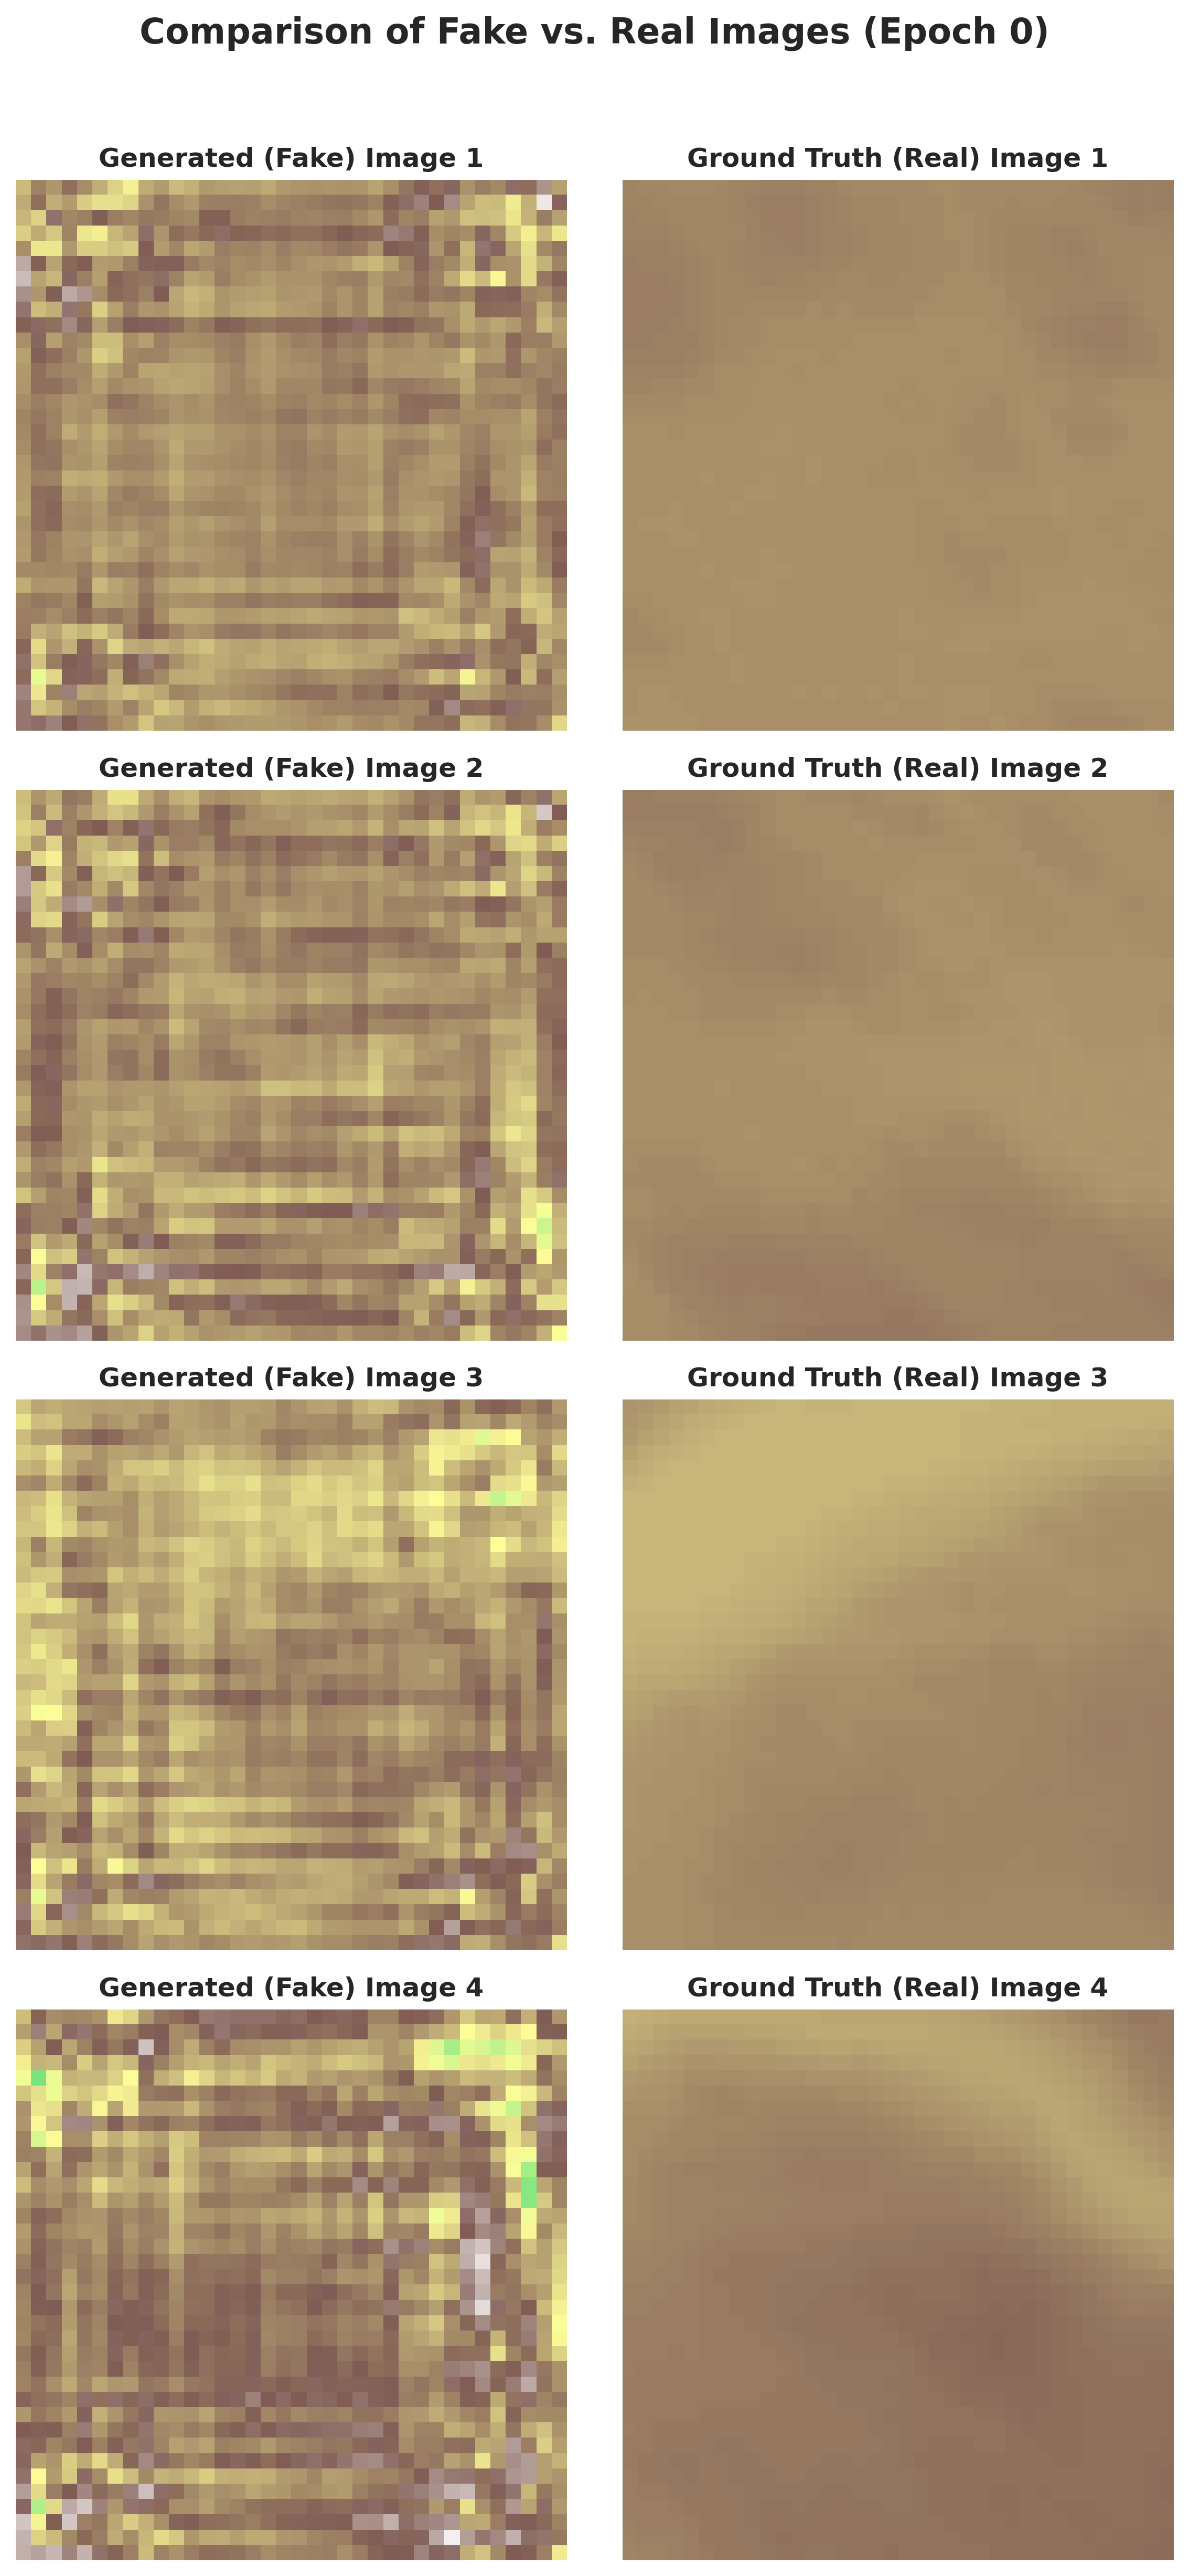 Comparison of Fake vs. Real Images (Epoch 0)
Generated (Fake) Image 1
Ground Truth (Real) Image 1
Generated (Fake) Image 2
Ground Truth (Real) Image 2
Generated (Fake) Image 3
Ground Truth (Real) Image 3
Generated (Fake) Image 4
Ground Truth (Real) Image 4